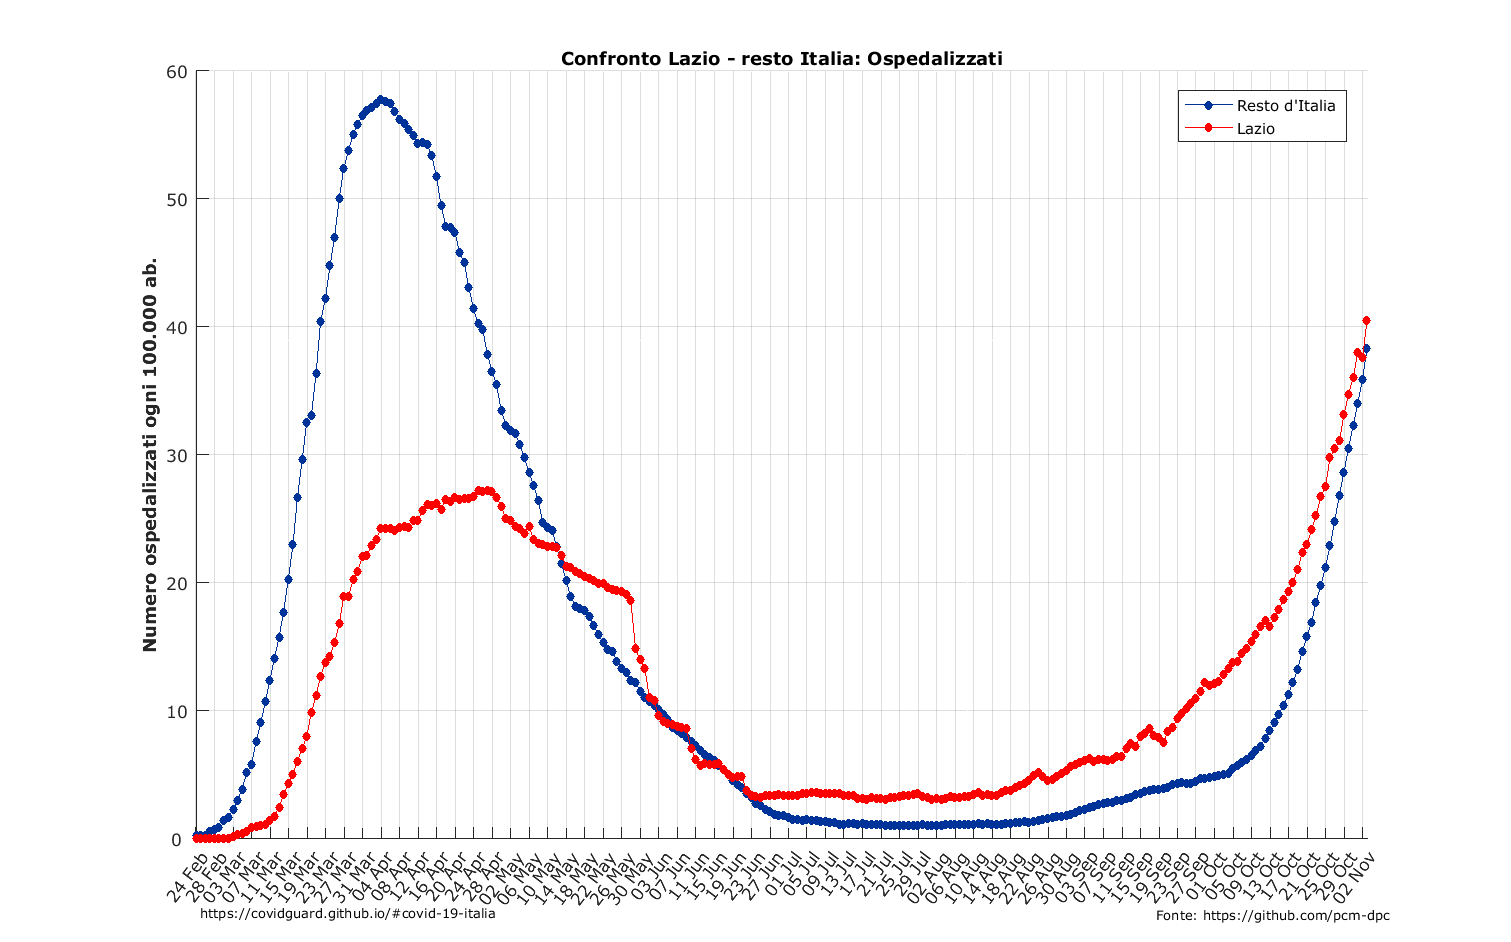 Confronto Lazio - resto Italia: Ospedalizzati
Numero ospedalizzati ogni 100.000 ab.
60
50
40
30
20
10
0
Resto d'Italia
Lazio
24 Feb
28 Feb
03 Mar
07 Mar
11 Mar
15 Mar
19 Mar
23 Mar
27 Mar
31 Mar
04 Apr
08 Apr
12 Apr
16 Apr
20 Apr
24 Apr
28 Apr
02 May
06 May
10 May
14 May
18 May
22 May
26 May
30 May
03 Jun
07 Jun
11 Jun
15 Jun
19 Jun
23 Jun
27 Jun
01 Jul
05 Jul
09 Jul
13 Jul
17 Jul
21 Jul
25 Jul
29 Jul
02 Aug
06 Aug
10 Aug
14 Aug
18 Aug
22 Aug
26 Aug
30 Aug
03 Sep
07 Sep
11 Sep
15 Sep
19 Sep
23 Sep
27 Sep
01 Oct
05 Oct
09 Oct
13 Oct
17 Oct
21 Oct
25 Oct
29 Oct
02 Nov
https://covidguard.github.io/#covid-19-italia
Fonte: https://github.com/pcm-dpc